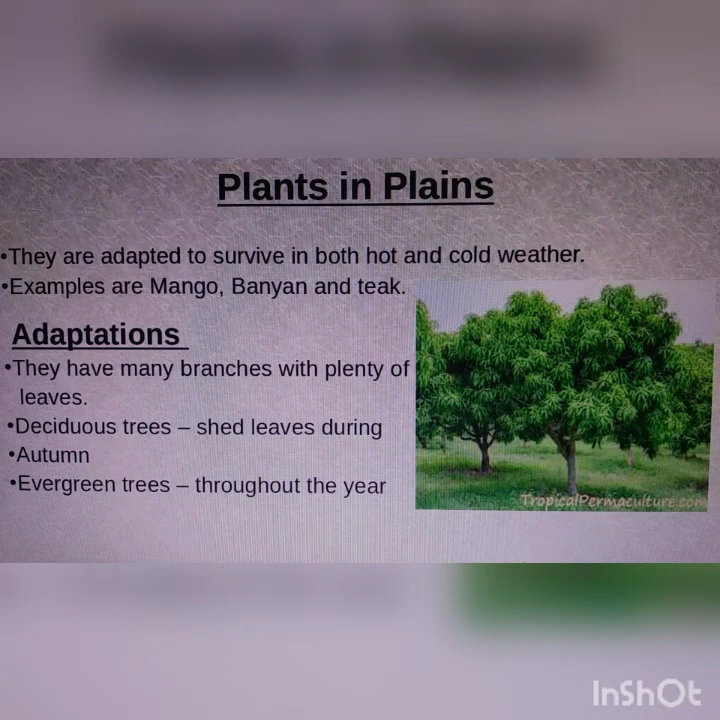 Plants in Plains
•They are adapted to survive in both hot and cold weather.
•Examples are Mango, Banyan and teak.
Adaptations
•They have many branches with plenty of
leaves.
•Deciduous trees – shed leaves during
•Autumn
•Evergreen trees – throughout the year
TropicalPermaculture.com
InShOt